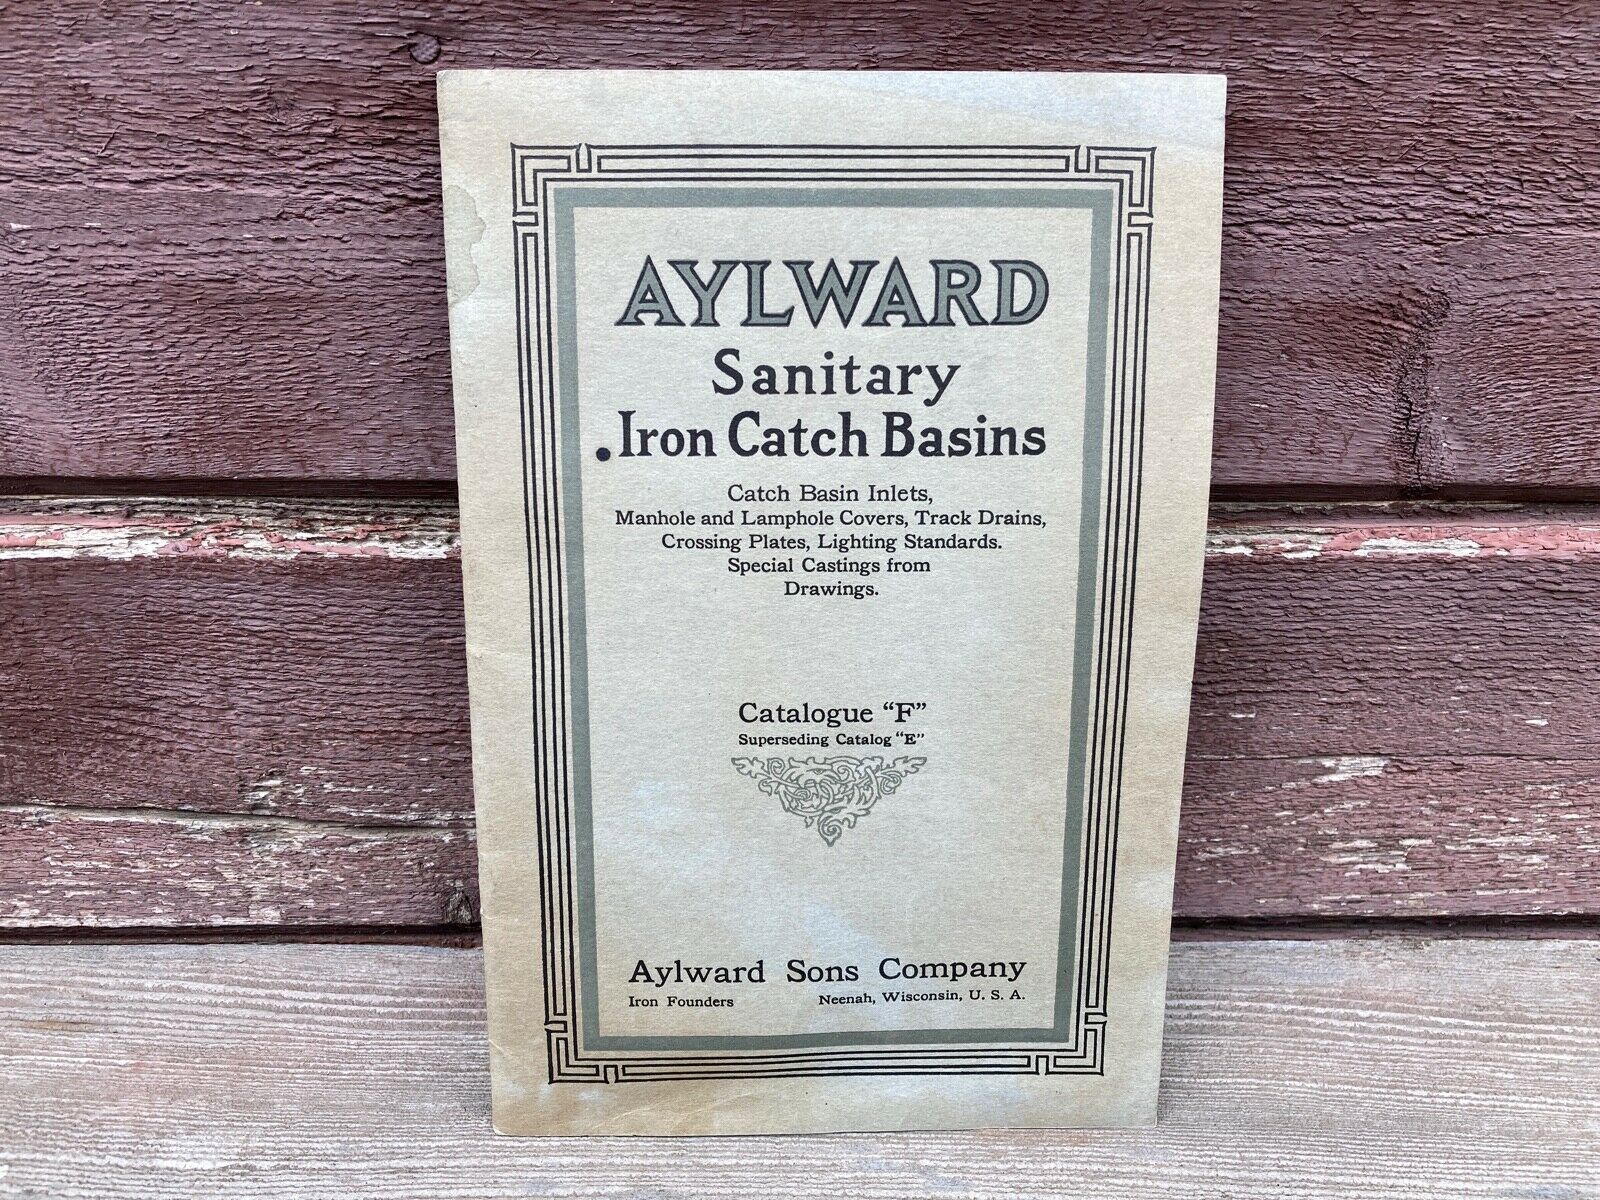 AYLWARD
Sanitary
Iron Catch Basins
Catch Basin Inlets,
Manhole and Lamphole Covers, Track Drains,
Crossing Plates, Lighting Standards.
Special Castings from
Drawings.
Catalogue "F"
Superseding Catalog "E"
Aylward Sons Company
Iron Founders Neenah, Wisconsin, U. S. A.